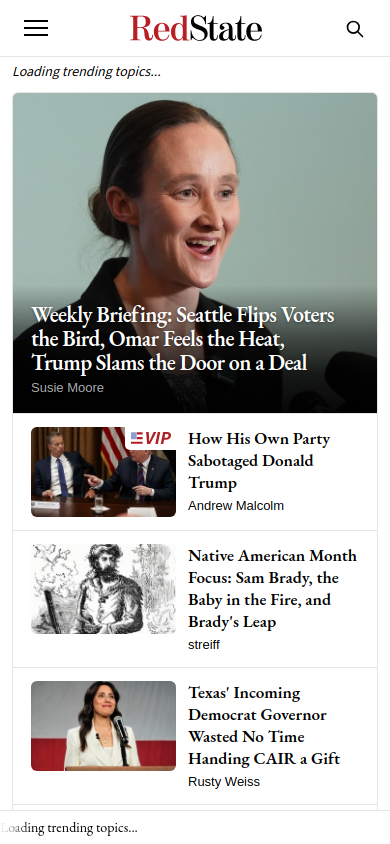 RedState
Loading trending topics...
Weekly Briefing: Seattle Flips Voters
the Bird, Omar Feels the Heat,
Trump Slams the Door on a Deal
Susie Moore
VIP
How His Own Party
Sabotaged Donald
Trump
Andrew Malcolm
Native American Month
Focus: Sam Brady, the
Baby in the Fire, and
Brady's Leap
streiff
Texas' Incoming
Democrat Governor
Wasted No Time
Handing CAIR a Gift
Rusty Weiss
Loading trending topics...